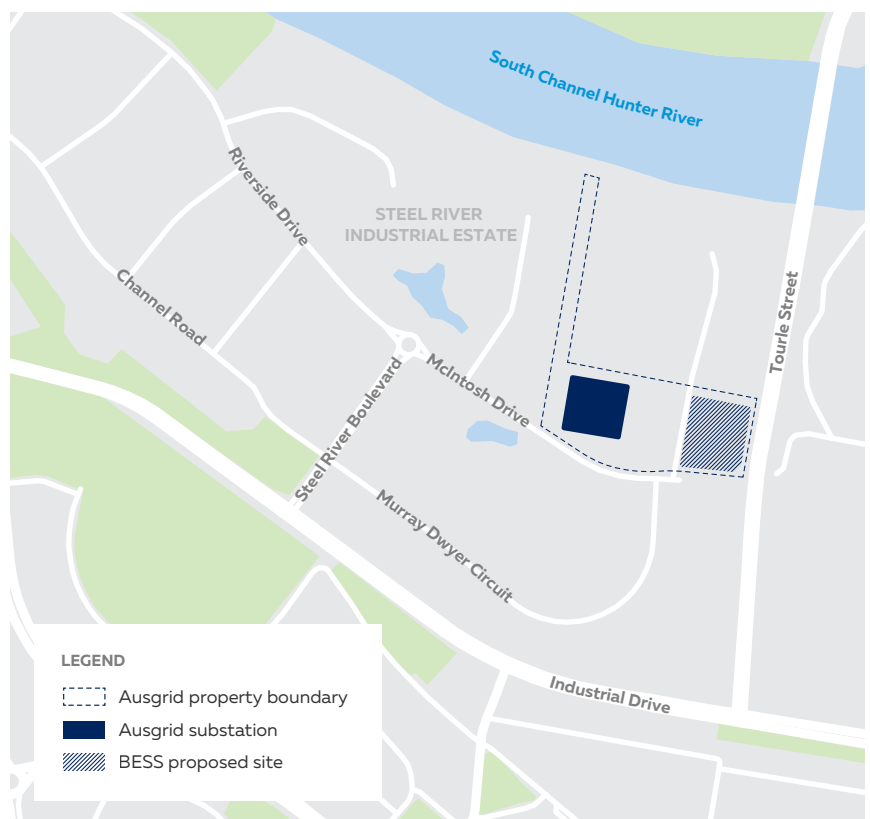 South Channel Hunter River
Riverside Drive
STEEL RIVER
INDUSTRIAL ESTATE
Channel Road
Tourle Street
McIntosh Drive
Steel River Boulevard
Murray Dwyer Circuit
Industrial Drive
LEGEND
Ausgrid property boundary
Ausgrid substation
BESS proposed site